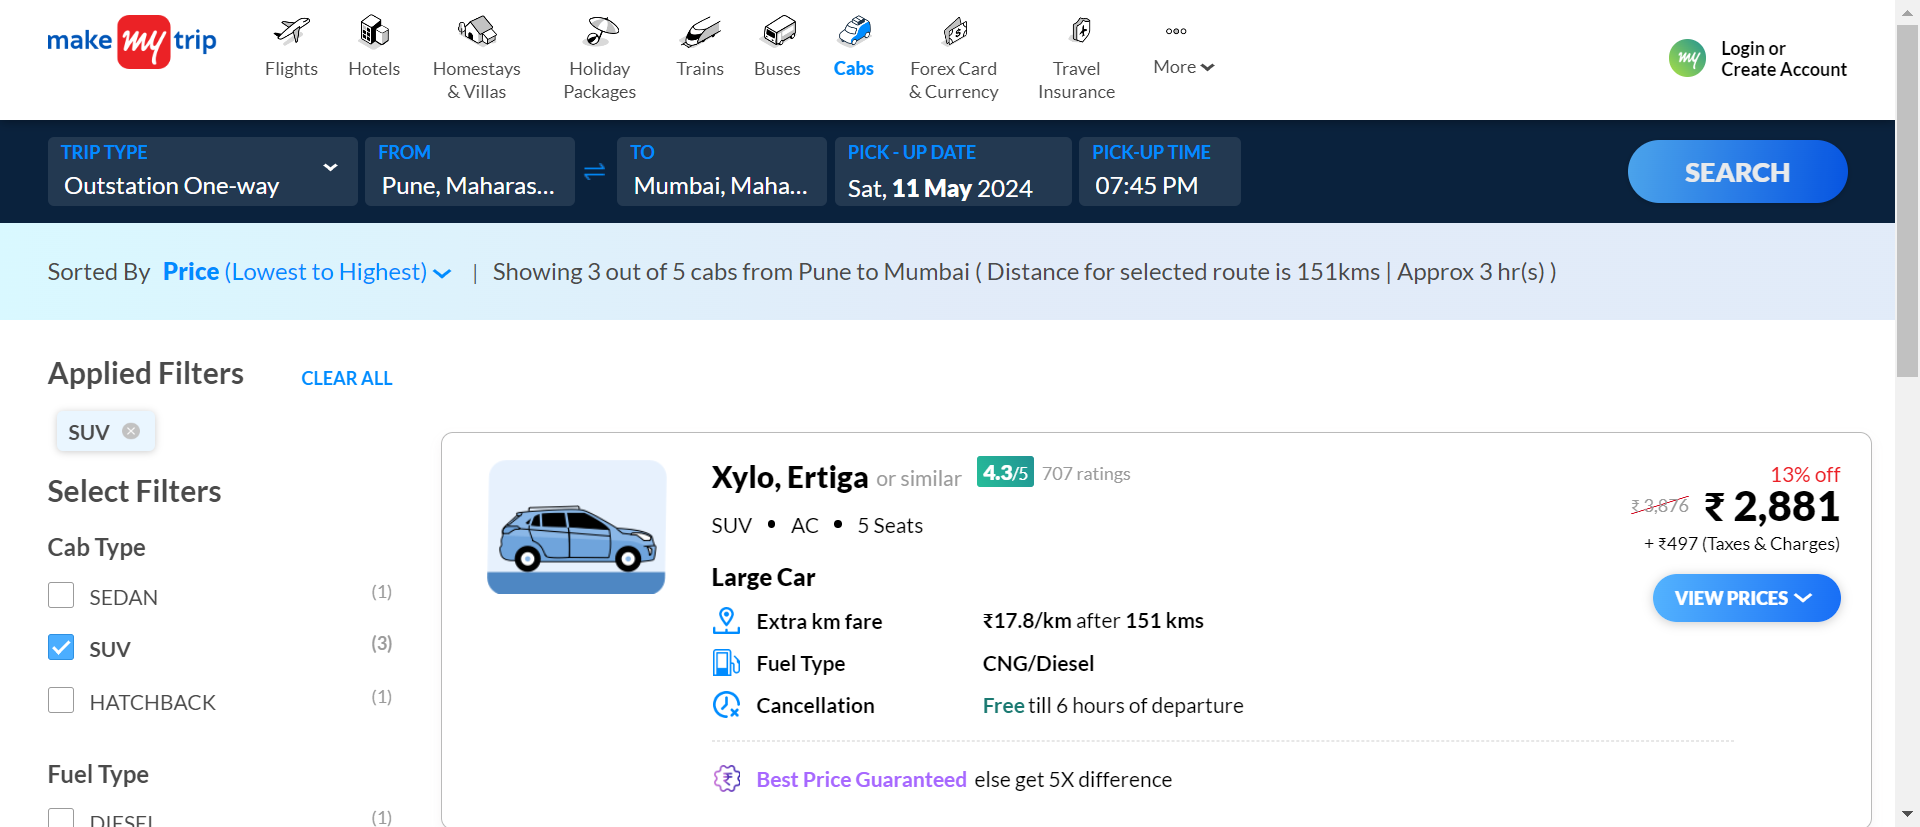 make my trip
Flights
Hotels
Homestays
& Villas
Holiday
Packages
Trains
Buses
Cabs
Forex Card
& Currency
Travel
Insurance
More
my
Login or
Create Account
TRIP TYPE
Outstation One-way
FROM
Pune, Maharas...
TO
Mumbai, Maha...
PICK - UP DATE
Sat, 11 May 2024
PICK-UP TIME
07:45 PM
SEARCH
Sorted By Price (Lowest to Highest) | Showing 3 out of 5 cabs from Pune to Mumbai ( Distance for selected route is 151kms | Approx 3 hr(s) )
Applied Filters
CLEAR ALL
SUV
Select Filters
Cab Type
SEDAN (1)
SUV (3)
HATCHBACK (1)
Fuel Type
DIESEL (1)
Xylo, Ertiga or similar 4.3/5 707 ratings
SUV • AC • 5 Seats
Large Car
Extra km fare ₹17.8/km after 151 kms
Fuel Type CNG/Diesel
Cancellation Free till 6 hours of departure
₹ Best Price Guaranteed else get 5X difference
13% off
₹ 3,876 ₹ 2,881
+ ₹497 (Taxes & Charges)
VIEW PRICES